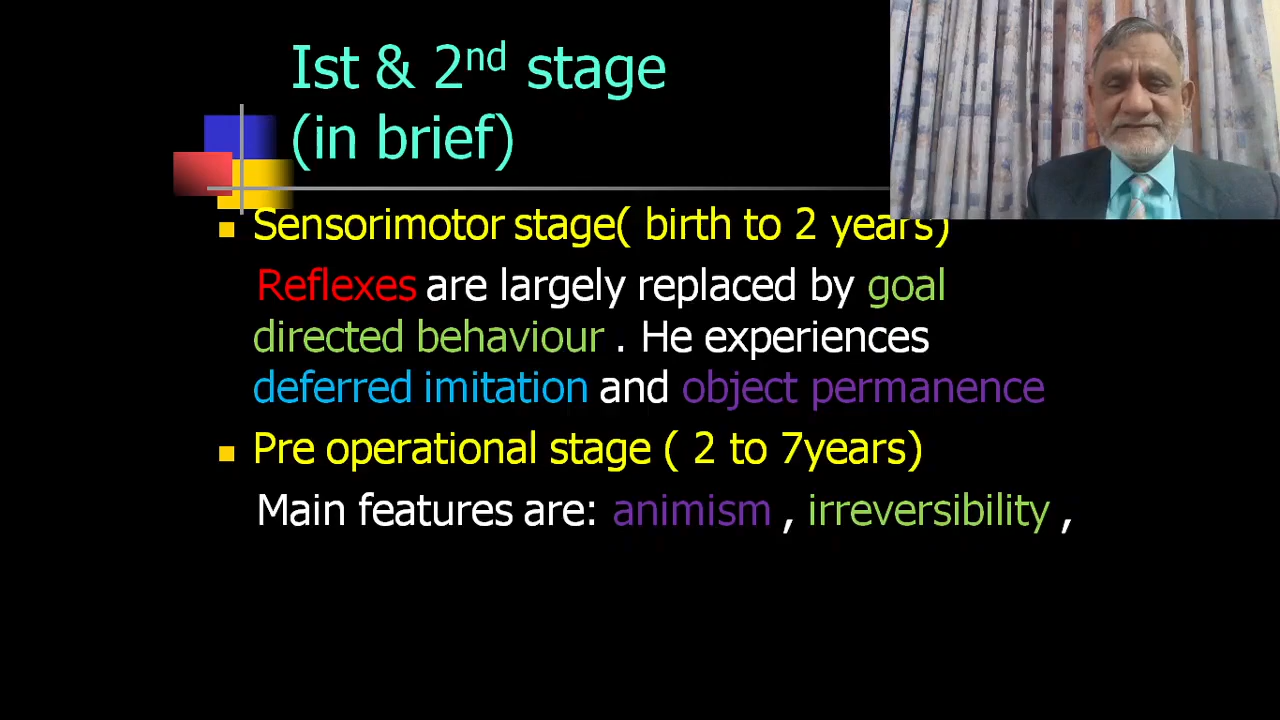 Ist & 2nd stage
(in brief)
Sensorimotor stage( birth to 2 years)
Reflexes are largely replaced by goal
directed behaviour . He experiences
deferred imitation and object permanence
Pre operational stage ( 2 to 7years)
Main features are: animism , irreversibility ,